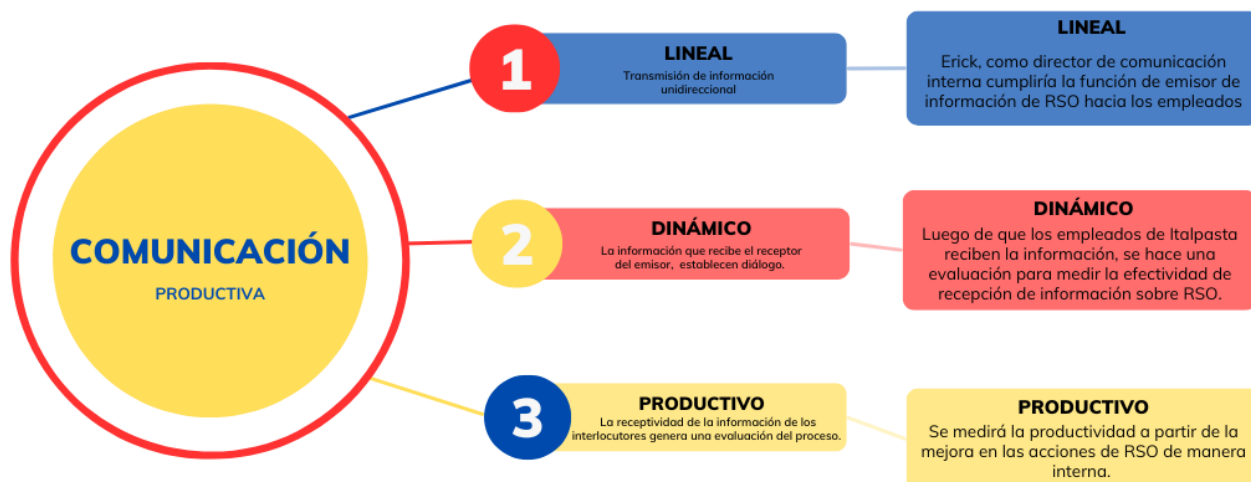 COMUNICACIÓN
PRODUCTIVA
1
LINEAL
Transmisión de información
unidireccional
LINEAL
Erick, como director de comunicación
interna cumpliría la función de emisor de
información de RSO hacia los empleados
2
DINÁMICO
La información que recibe el receptor
del emisor, establecen diálogo.
DINÁMICO
Luego de que los empleados de Italpasta
reciben la información, se hace una
evaluación para medir la efectividad de
recepción de información sobre RSO.
3
PRODUCTIVO
La receptividad de la información de los
interlocutores genera una evaluación del proceso.
PRODUCTIVO
Se medirá la productividad a partir de la
mejora en las acciones de RSO de manera
interna.